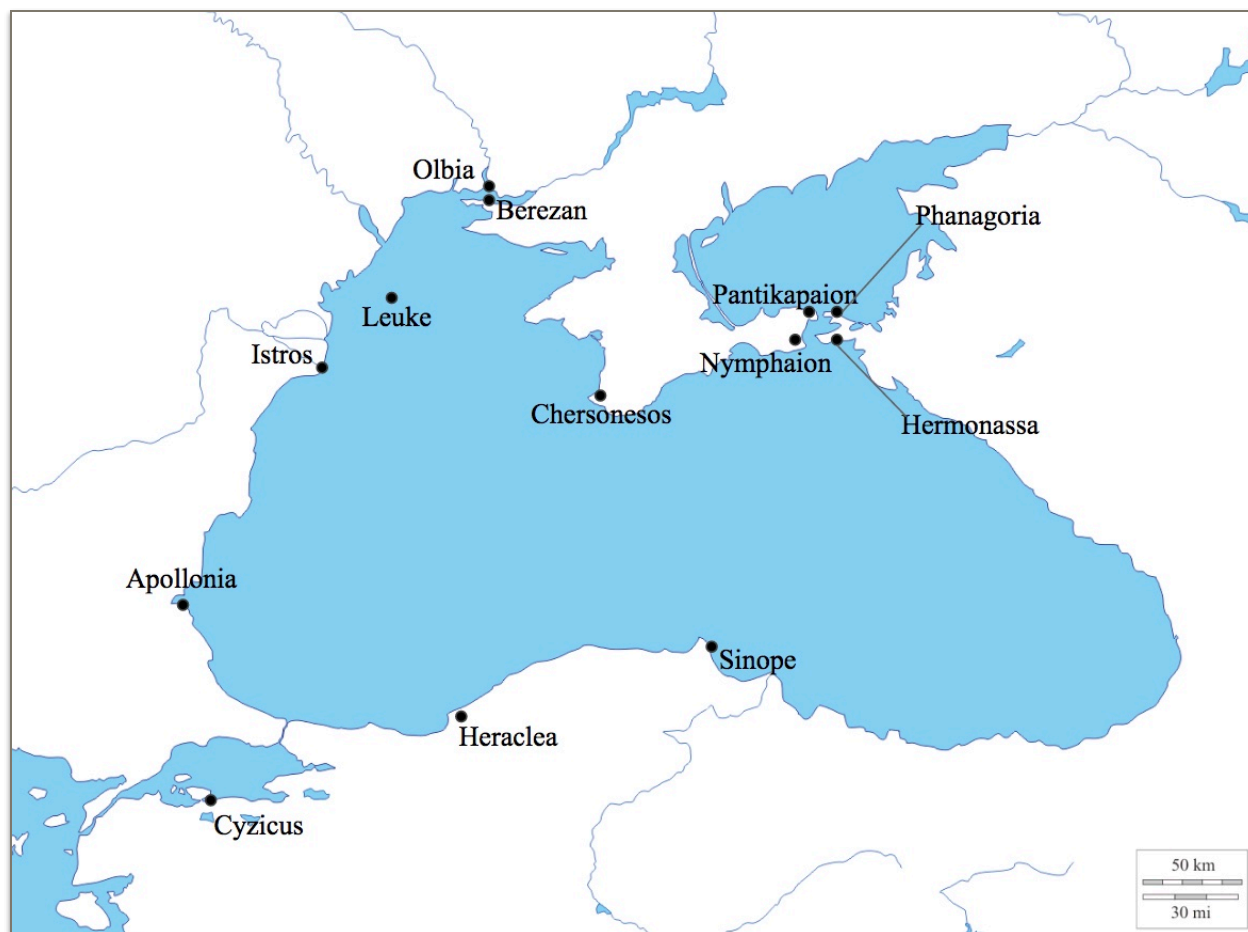 Olbia
Berezan
Phanagoria
Pantikapaion
Leuke
Istros
Nymphaion
Chersonesos
Hermonassa
Apollonia
Sinope
Heraclea
Cyzicus
50 km
30 mi